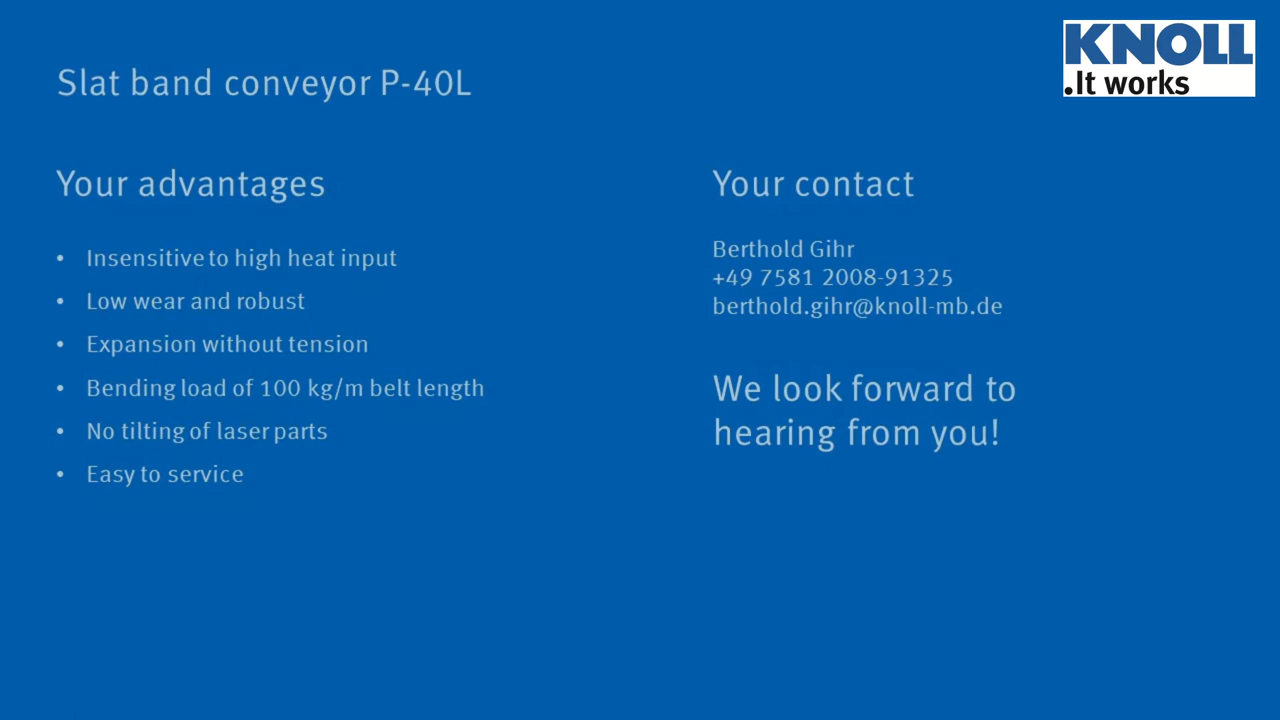 KNOLL
.It works
Slat band conveyor P-40L
Your advantages
• Insensitive to high heat input
• Low wear and robust
• Expansion without tension
• Bending load of 100 kg/m belt length
• No tilting of laser parts
• Easy to service
Your contact
Berthold Gihr
+49 7581 2008-91325
berthold.gihr@knoll-mb.de
We look forward to
hearing from you!